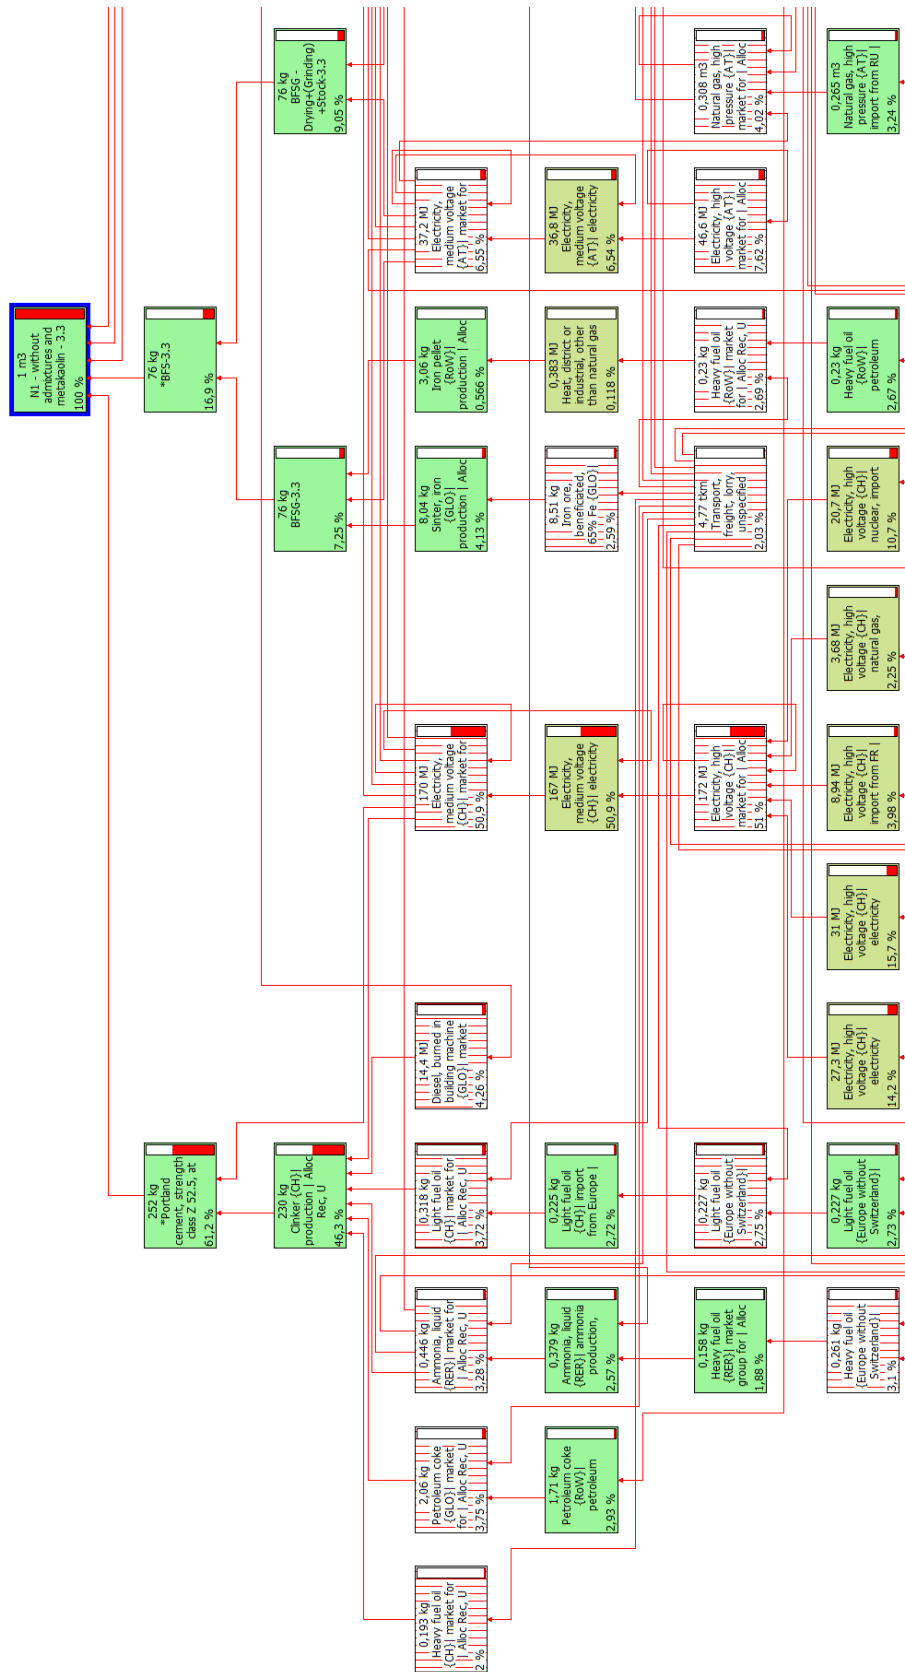 1 m3
N1 - without
admixtures and
metakaolin - 3.3
100 %
252 kg
*Portland
cement, strength
class Z 52.5, at
61,2 %
76 kg
*BFS-3.3
16,9 %
230 kg
Clinker {CH}|
production | Alloc
Rec, U
46,3 %
76 kg
BFSG-3.3
7,25 %
76 kg
BFSG -
Drying+(Grinding)
+Stock-3.3
9,05 %
0,193 kg
Heavy fuel oil
{CH}| market for
| Alloc Rec, U
2 %
2,06 kg
Petroleum coke
{GLO}| market
for | Alloc Rec, U
3,75 %
0,446 kg
Ammonia, liquid
{RER}| market for
| Alloc Rec, U
3,28 %
0,318 kg
Light fuel oil
{CH}| market for
| Alloc Rec, U
3,72 %
14,4 MJ
Diesel, burned in
building machine
{GLO}| market
4,26 %
170 MJ
Electricity,
medium voltage
{CH}| market for
50,9 %
8,04 kg
Sinter, iron
{GLO}|
production | Alloc
4,13 %
3,06 kg
Iron pellet
{RoW}|
production | Alloc
0,566 %
37,2 MJ
Electricity,
medium voltage
{AT}| market for
6,55 %
1,71 kg
Petroleum coke
{RoW}|
petroleum
2,93 %
0,379 kg
Ammonia, liquid
{RER}| ammonia
production,
2,57 %
0,225 kg
Light fuel oil
{CH}| import
from Europe |
2,72 %
167 MJ
Electricity,
medium voltage
{CH}| electricity
50,9 %
8,51 kg
Iron ore,
beneficiated,
65% Fe {GLO}|
2,59 %
0,383 MJ
Heat, district or
industrial, other
than natural gas
0,118 %
36,8 MJ
Electricity,
medium voltage
{AT}| electricity
6,54 %
0,158 kg
Heavy fuel oil
{RER}| market
group for | Alloc
1,88 %
0,227 kg
Light fuel oil
{Europe without
Switzerland}|
2,75 %
172 MJ
Electricity, high
voltage {CH}|
market for | Alloc
51 %
4,77 tkm
Transport,
freight, lorry,
unspecified
2,03 %
0,23 kg
Heavy fuel oil
{RoW}| market
for | Alloc Rec, U
2,69 %
46,6 MJ
Electricity, high
voltage {AT}|
market for | Alloc
7,62 %
0,308 m3
Natural gas, high
pressure {AT}|
market for | Alloc
4,02 %
0,261 kg
Heavy fuel oil
{Europe without
Switzerland}|
3,1 %
0,227 kg
Light fuel oil
{Europe without
Switzerland}|
2,73 %
27,3 MJ
Electricity, high
voltage {CH}|
electricity
14,2 %
31 MJ
Electricity, high
voltage {CH}|
electricity
15,7 %
8,94 MJ
Electricity, high
voltage {CH}|
import from FR |
3,98 %
3,68 MJ
Electricity, high
voltage {CH}|
natural gas,
2,25 %
20,7 MJ
Electricity, high
voltage {CH}|
nuclear, import
10,7 %
0,23 kg
Heavy fuel oil
{RoW}|
petroleum
2,67 %
0,265 m3
Natural gas, high
pressure {AT}|
import from RU |
3,24 %